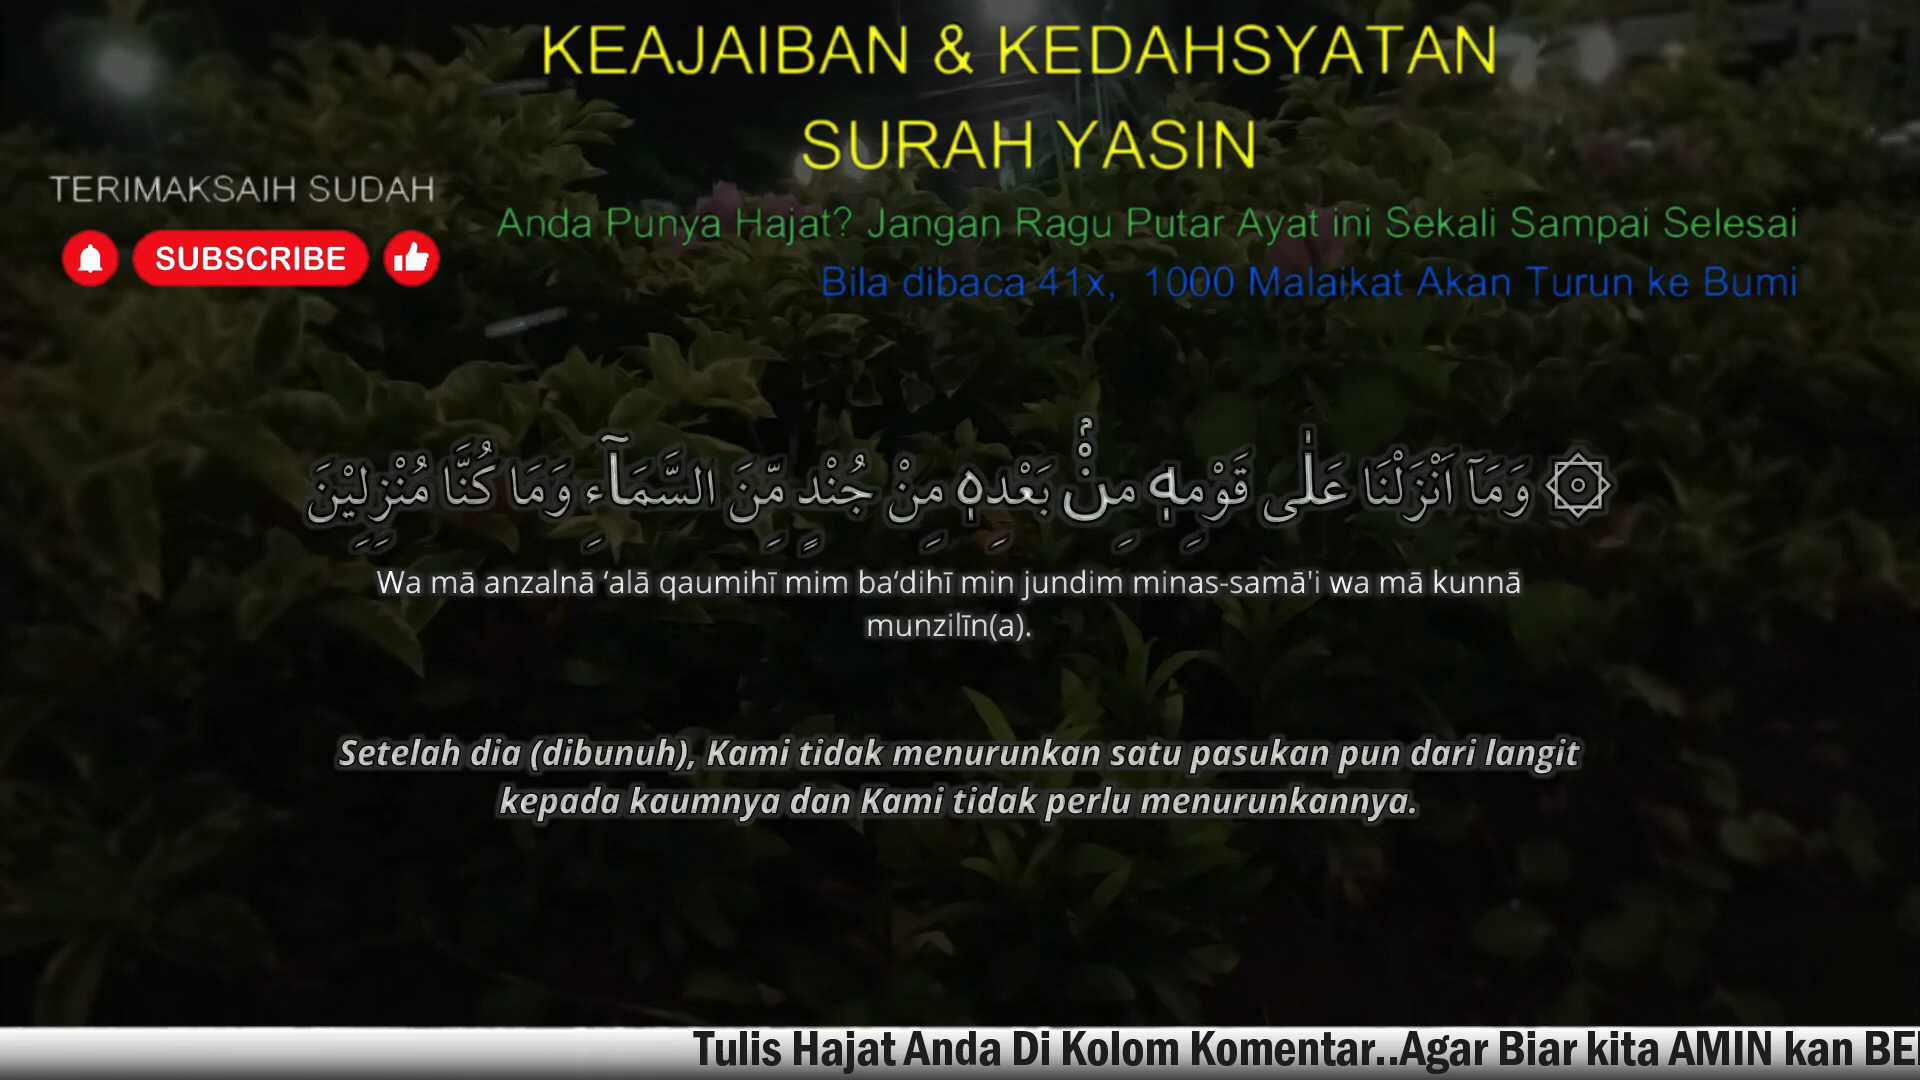 KEAJAIBAN & KEDAHSYATAN
SURAH YASIN
TERIMAKSAIH SUDAH
SUBSCRIBE
Anda Punya Hajat? Jangan Ragu Putar Ayat ini Sekali Sampai Selesai
Bila dibaca 41x, 1000 Malaikat Akan Turun ke Bumi
۞ وَمَآ اَنْزَلْنَا عَلٰى قَوْمِهٖ مِنْۢ بَعْدِهٖ مِنْ جُنْدٍ مِّنَ السَّمَاۤءِ وَمَا كُنَّا مُنْزِلِيْنَ
Wa mā anzalnā ‘alā qaumihī mim ba‘dihī min jundim minas-samā'i wa mā kunnā
munzilīn(a).
Setelah dia (dibunuh), Kami tidak menurunkan satu pasukan pun dari langit
kepada kaumnya dan Kami tidak perlu menurunkannya.
Tulis Hajat Anda Di Kolom Komentar..Agar Biar kita AMIN kan